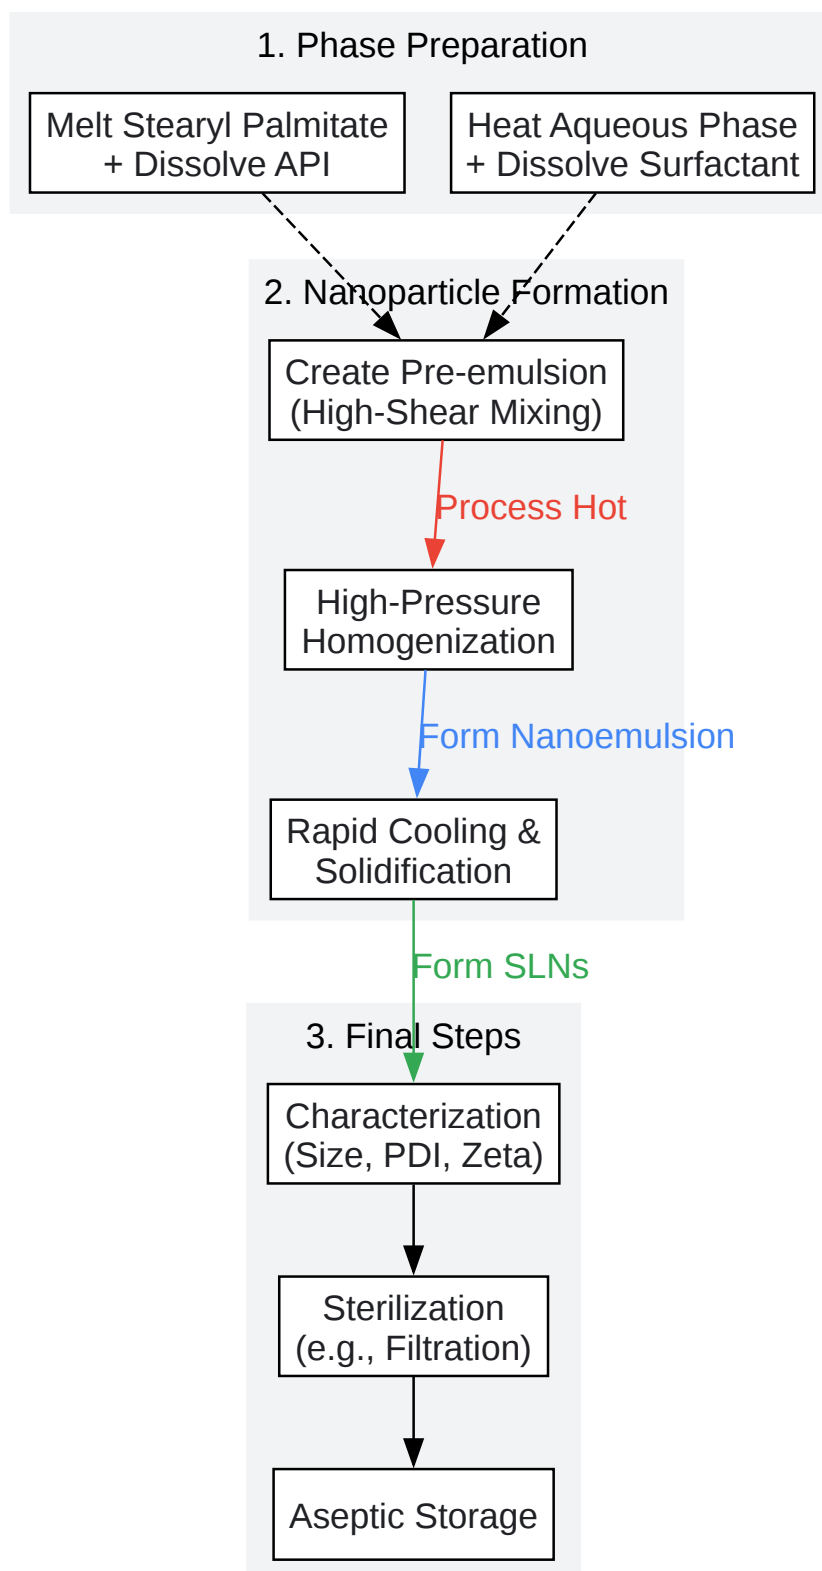 1. Phase Preparation
Melt Stearyl Palmitate
+ Dissolve API
Heat Aqueous Phase
+ Dissolve Surfactant
2. Nanoparticle Formation
Create Pre-emulsion
(High-Shear Mixing)
Process Hot
High-Pressure
Homogenization
Form Nanoemulsion
Rapid Cooling &
Solidification
Form SLNs
3. Final Steps
Characterization
(Size, PDI, Zeta)
Sterilization
(e.g., Filtration)
Aseptic Storage